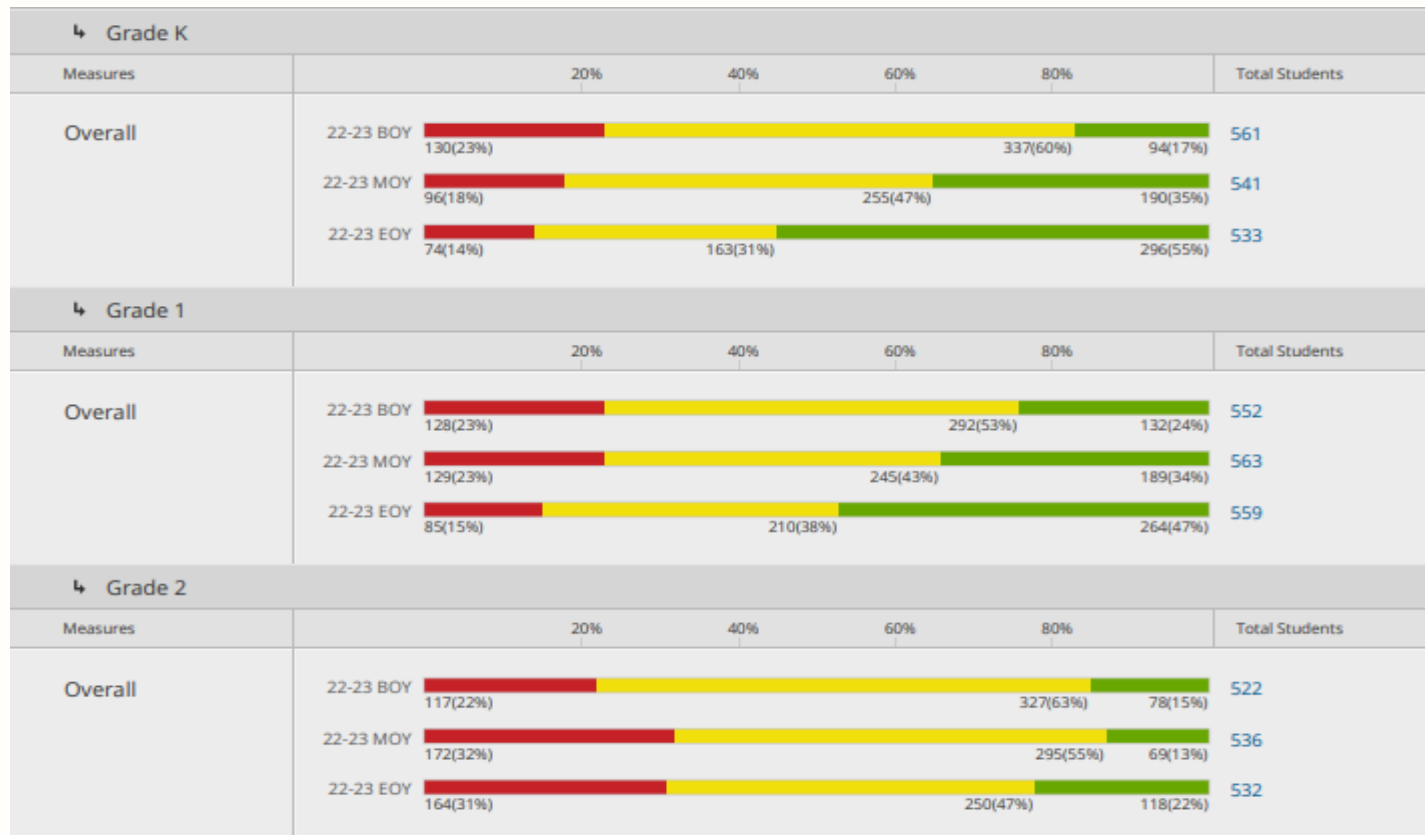 ↳ Grade K
Measures 20% 40% 60% 80% Total Students
Overall 22-23 BOY 561
130(23%) 337(60%) 94(17%)
22-23 MOY 541
96(18%) 255(47%) 190(35%)
22-23 EOY 533
74(14%) 163(31%) 296(55%)
↳ Grade 1
Measures 20% 40% 60% 80% Total Students
Overall 22-23 BOY 552
128(23%) 292(53%) 132(24%)
22-23 MOY 563
129(23%) 245(43%) 189(34%)
22-23 EOY 559
85(15%) 210(38%) 264(47%)
↳ Grade 2
Measures 20% 40% 60% 80% Total Students
Overall 22-23 BOY 522
117(22%) 327(63%) 78(15%)
22-23 MOY 536
172(32%) 295(55%) 69(13%)
22-23 EOY 532
164(31%) 250(47%) 118(22%)